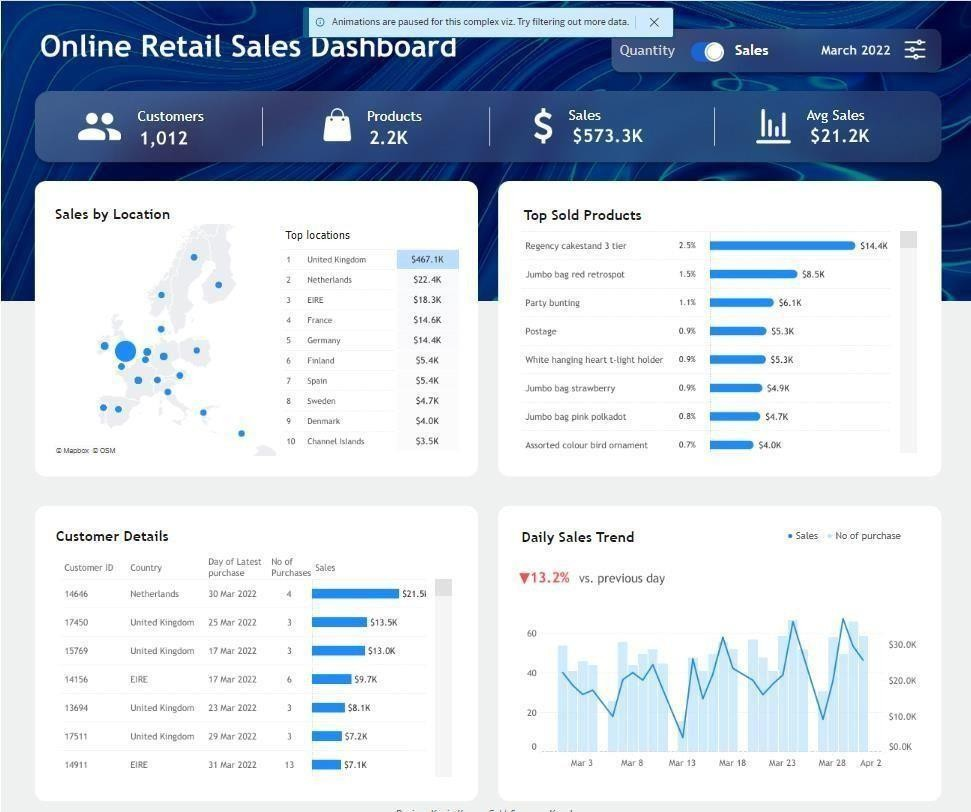 Animations are paused for this complex viz. Try filtering out more data.
Online Retail Sales Dashboard
Quantity Sales March 2022
Customers
1,012
Products
2.2K
Sales
$573.3K
Avg Sales
$21.2K
Sales by Location
Top locations
1 United Kingdom $467.1K
2 Netherlands $22.4K
3 EIRE $18.3K
4 France $14.6K
5 Germany $14.4K
6 Finland $5.4K
7 Spain $5.4K
8 Sweden $4.7K
9 Denmark $4.0K
10 Channel Islands $3.5K
© Mapbox © OSM
Top Sold Products
Regency cakestand 3 tier 2.5% $14.4K
Jumbo bag red retrospot 1.5% $8.5K
Party bunting 1.1% $6.1K
Postage 0.9% $5.3K
White hanging heart t-light holder 0.9% $5.3K
Jumbo bag strawberry 0.9% $4.9K
Jumbo bag pink polkadot 0.8% $4.7K
Assorted colour bird ornament 0.7% $4.0K
Customer Details
Customer ID Country Day of Latest purchase No of Purchases Sales
14646 Netherlands 30 Mar 2022 4 $21.5
17450 United Kingdom 25 Mar 2022 3 $13.5K
15769 United Kingdom 17 Mar 2022 3 $13.0K
14156 EIRE 17 Mar 2022 6 $9.7K
13694 United Kingdom 23 Mar 2022 3 $8.1K
17511 United Kingdom 29 Mar 2022 3 $7.2K
14911 EIRE 31 Mar 2022 13 $7.1K
Daily Sales Trend
Sales No of purchase
▼13.2% vs. previous day
60
40
20
0
$30.0K
$20.0K
$10.0K
$0.0K
Mar 3 Mar 8 Mar 13 Mar 18 Mar 23 Mar 28 Apr 2